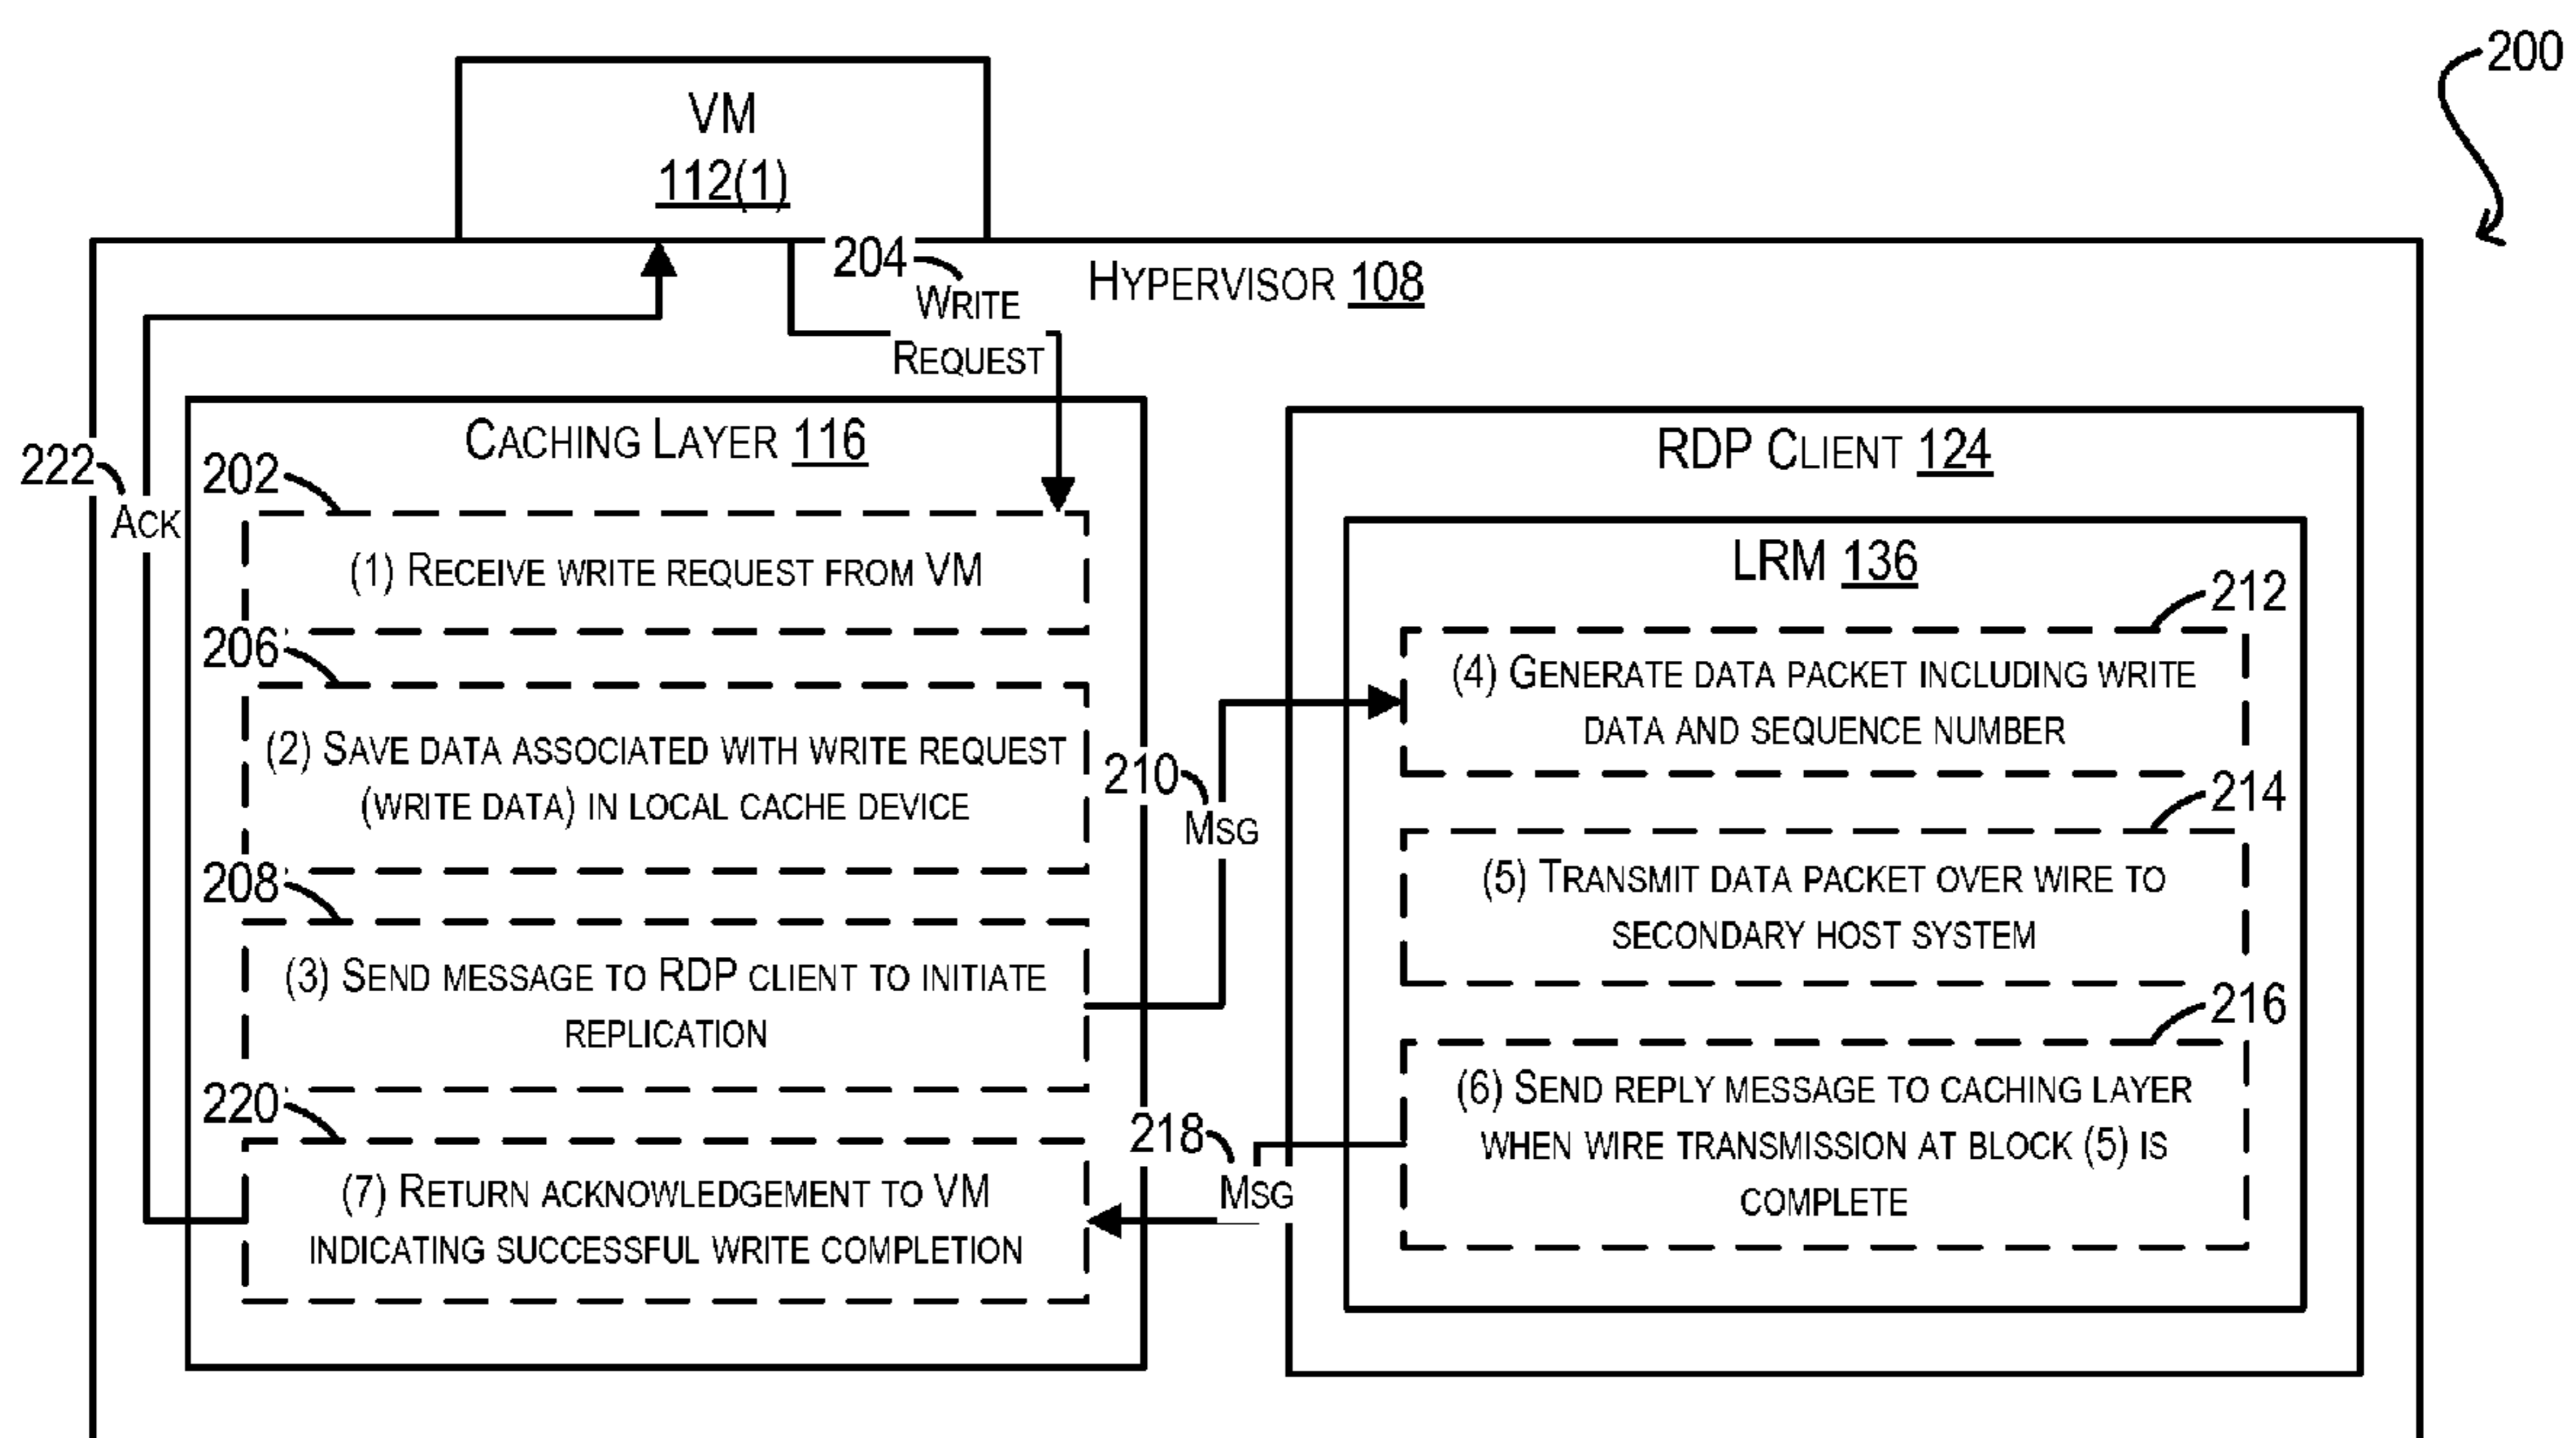 200
VM
112(1)
204
WRITE
REQUEST
HYPERVISOR 108
222
ACK
CACHING LAYER 116
202
(1) RECEIVE WRITE REQUEST FROM VM
206
(2) SAVE DATA ASSOCIATED WITH WRITE REQUEST
(WRITE DATA) IN LOCAL CACHE DEVICE
208
(3) SEND MESSAGE TO RDP CLIENT TO INITIATE
REPLICATION
210
MSG
220
(7) RETURN ACKNOWLEDGEMENT TO VM
INDICATING SUCCESSFUL WRITE COMPLETION
218
MSG
RDP CLIENT 124
LRM 136
212
(4) GENERATE DATA PACKET INCLUDING WRITE
DATA AND SEQUENCE NUMBER
214
(5) TRANSMIT DATA PACKET OVER WIRE TO
SECONDARY HOST SYSTEM
216
(6) SEND REPLY MESSAGE TO CACHING LAYER
WHEN WIRE TRANSMISSION AT BLOCK (5) IS
COMPLETE